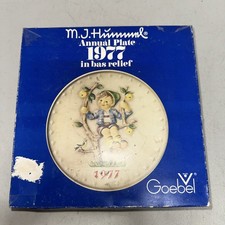 M.J. Hummel®
Annual Plate
1977
in bas relief
1977
Goebel